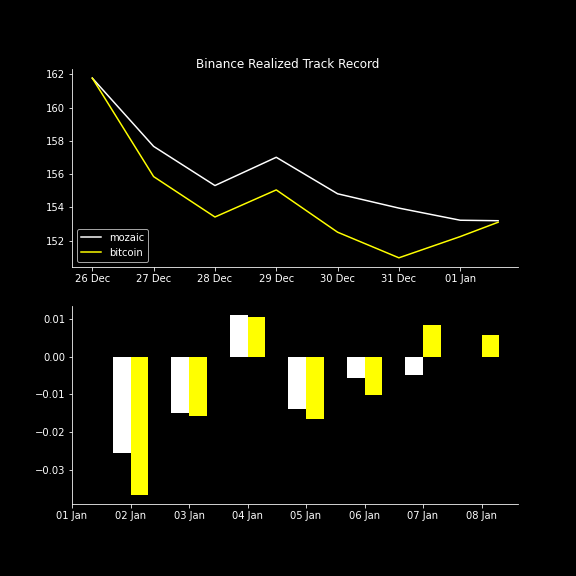 Binance Realized Track Record
162
160
158
156
154
152
mozaic
bitcoin
26 Dec 27 Dec 28 Dec 29 Dec 30 Dec 31 Dec 01 Jan
0.01
0.00
−0.01
−0.02
−0.03
01 Jan 02 Jan 03 Jan 04 Jan 05 Jan 06 Jan 07 Jan 08 Jan